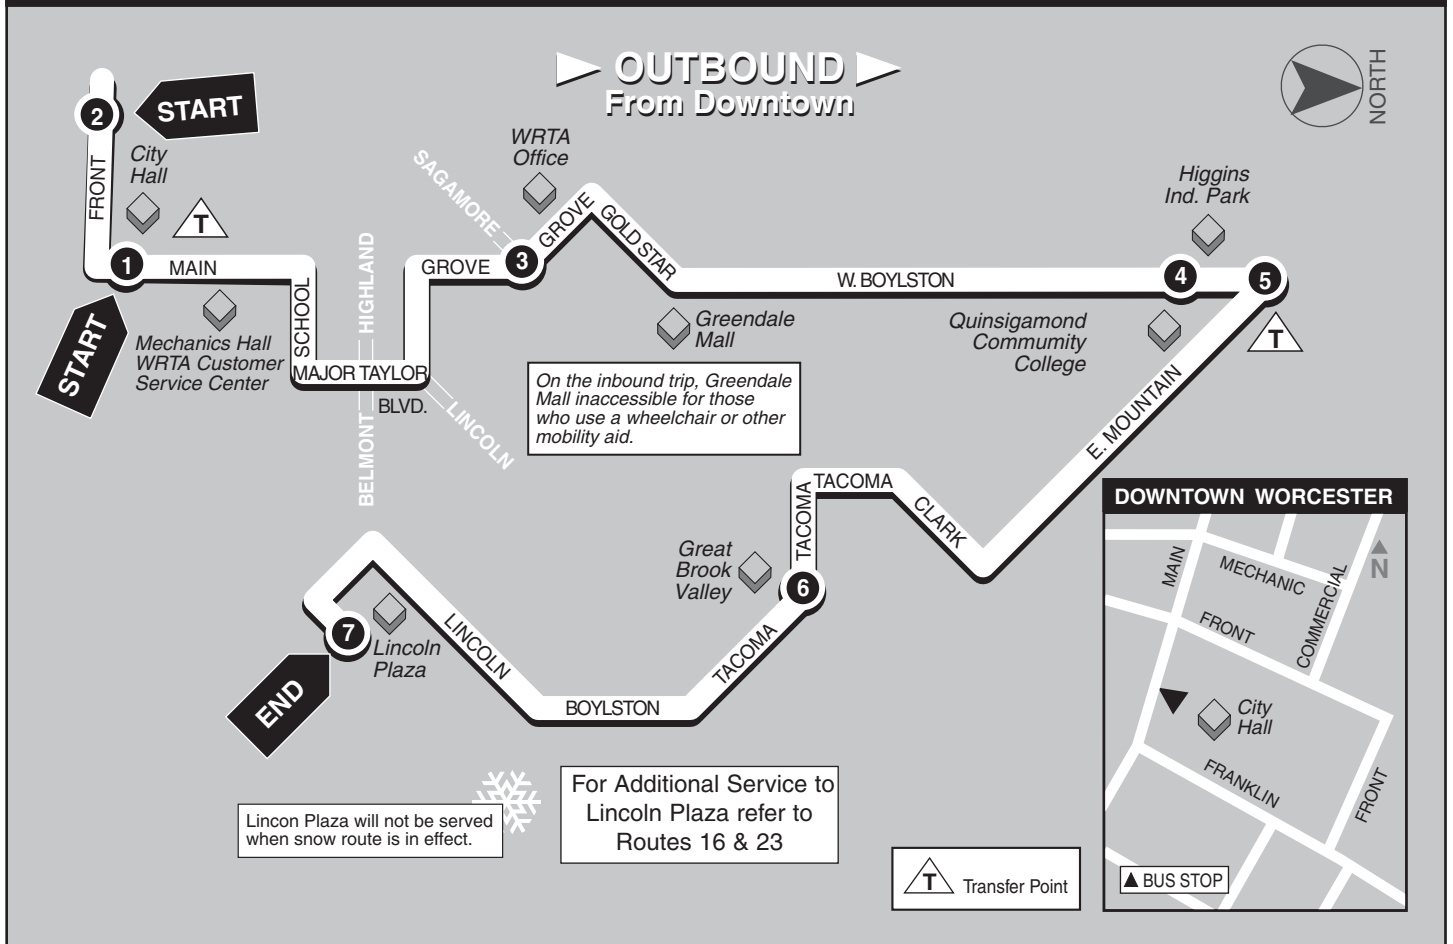 OUTBOUND
From Downtown
NORTH
START
2
City
Hall
T
FRONT
1
MAIN
START
Mechanics Hall
WRTA Customer
Service Center
SCHOOL
HIGHLAND
MAJOR TAYLOR
BLVD.
BELMONT
LINCOLN
GROVE
SAGAMORE
3
WRTA
Office
GROVE
GOLD STAR
W. BOYLSTON
Greendale
Mall
On the inbound trip, Greendale
Mall inaccessible for those
who use a wheelchair or other
mobility aid.
Higgins
Ind. Park
4
5
T
Quinsigamond
Commumity
College
E. MOUNTAIN
CLARK
TACOMA
TACOMA
Great
Brook
Valley
6
TACOMA
BOYLSTON
LINCOLN
7
Lincoln
Plaza
END
Lincon Plaza will not be served
when snow route is in effect.
For Additional Service to
Lincoln Plaza refer to
Routes 16 & 23
T Transfer Point
DOWNTOWN WORCESTER
N
MAIN
MECHANIC
COMMERCIAL
FRONT
City
Hall
FRANKLIN
FRONT
BUS STOP